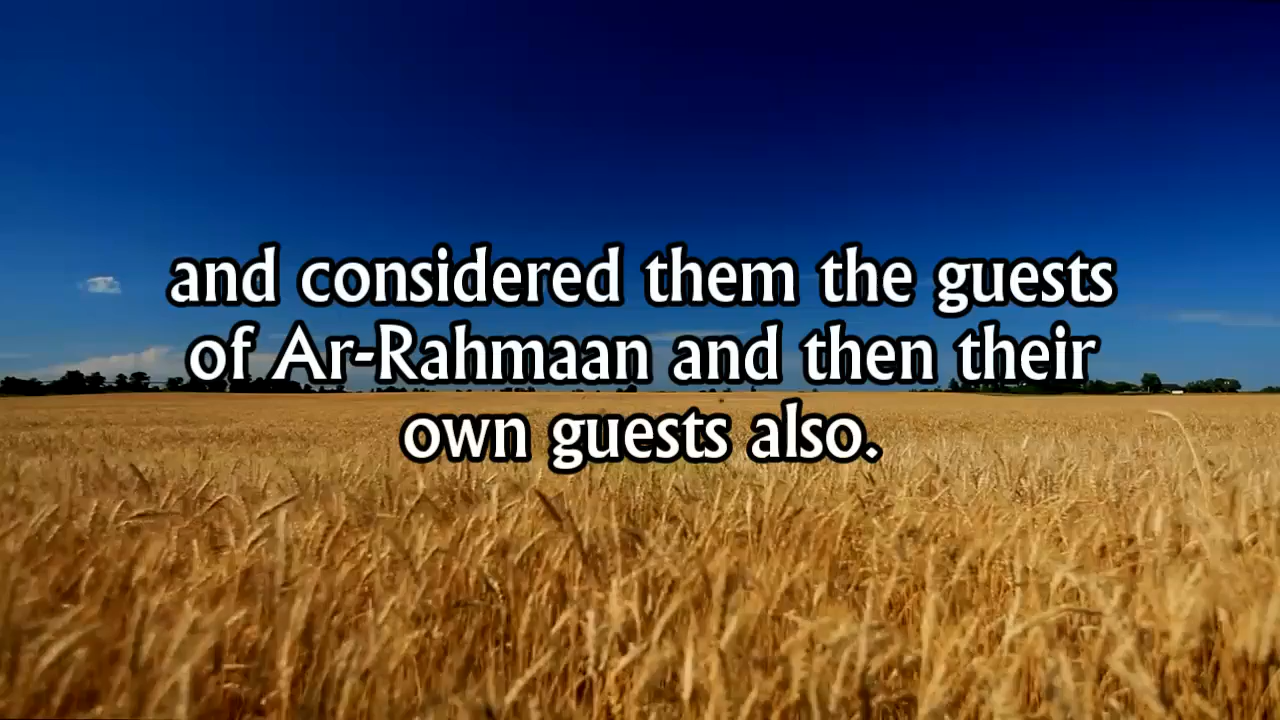 and considered them the guests
of Ar-Rahmaan and then their
own guests also.